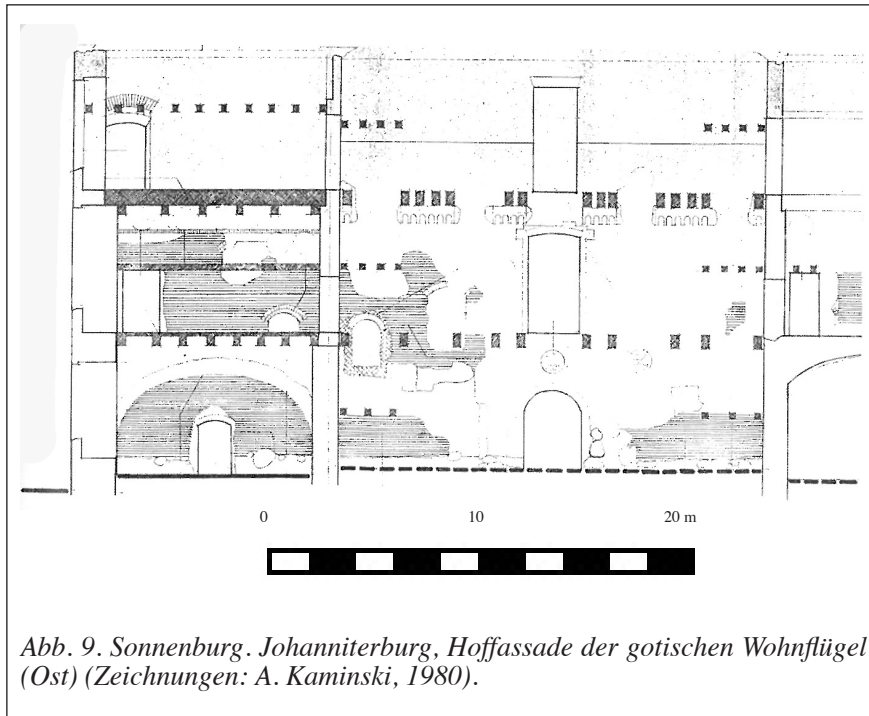 0 10 20 m
Abb. 9. Sonnenburg. Johanniterburg, Hoffassade der gotischen Wohnflügel
(Ost) (Zeichnungen: A. Kaminski, 1980).